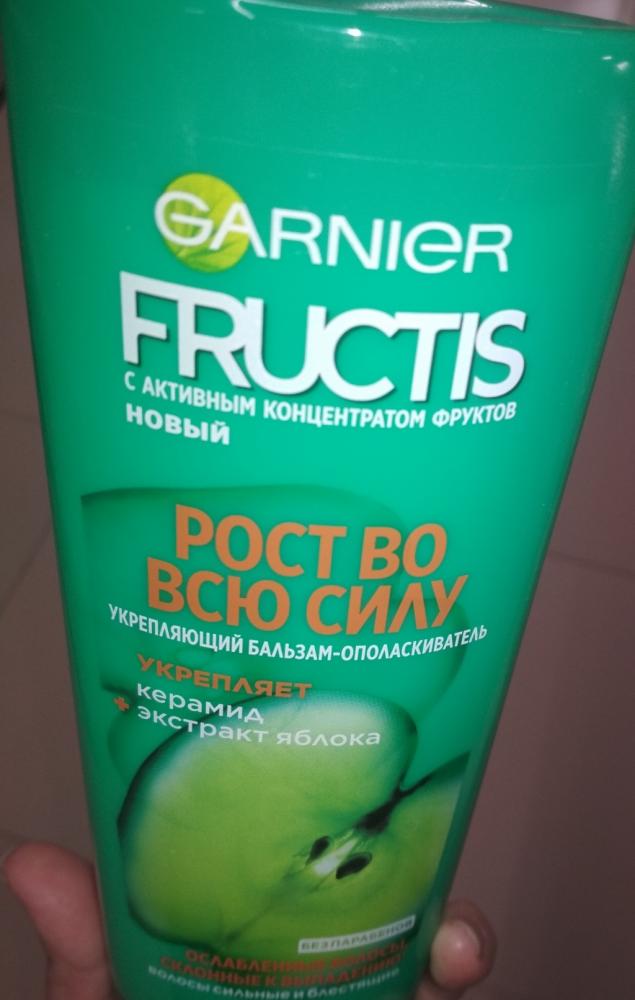 GARNIER
FRUCTIS
С АКТИВНЫМ КОНЦЕНТРАТОМ ФРУКТОВ
НОВЫЙ
РОСТ ВО
ВСЮ СИЛУ
УКРЕПЛЯЮЩИЙ БАЛЬЗАМ-ОПОЛАСКИВАТЕЛЬ
УКРЕПЛЯЕТ
керамид
+ экстракт яблока
БЕЗ ПАРАБЕНОВ
ОСЛАБЛЕННЫЕ ВОЛОСЫ,
СКЛОННЫЕ К ВЫПАДЕНИЮ
ВОЛОСЫ СИЛЬНЫЕ И БЛЕСТЯЩИЕ